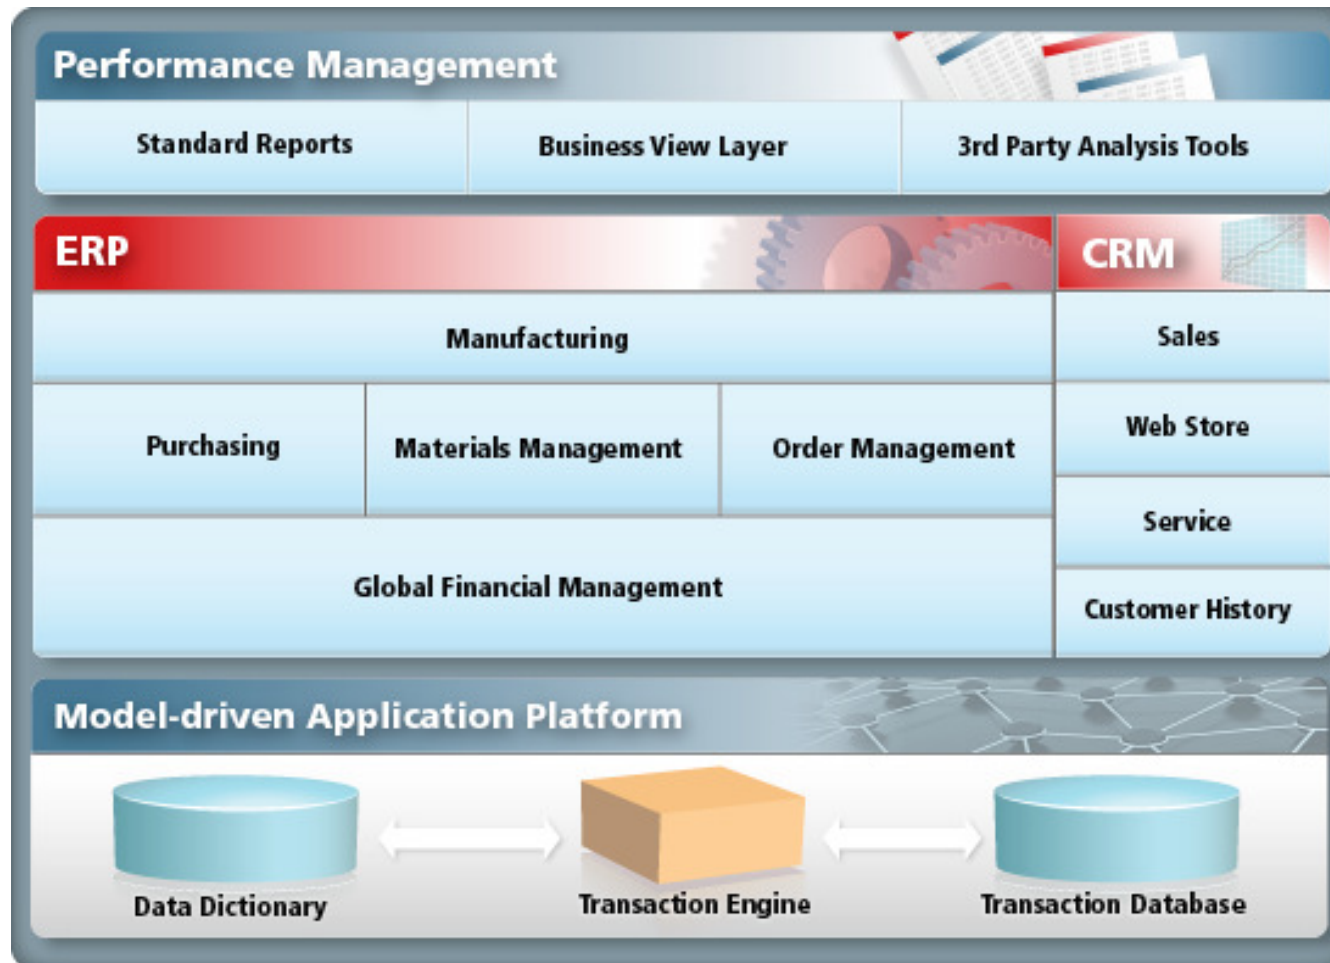 Performance Management
Standard Reports
Business View Layer
3rd Party Analysis Tools
ERP
Manufacturing
Purchasing
Materials Management
Order Management
Global Financial Management
CRM
Sales
Web Store
Service
Customer History
Model-driven Application Platform
Data Dictionary
Transaction Engine
Transaction Database